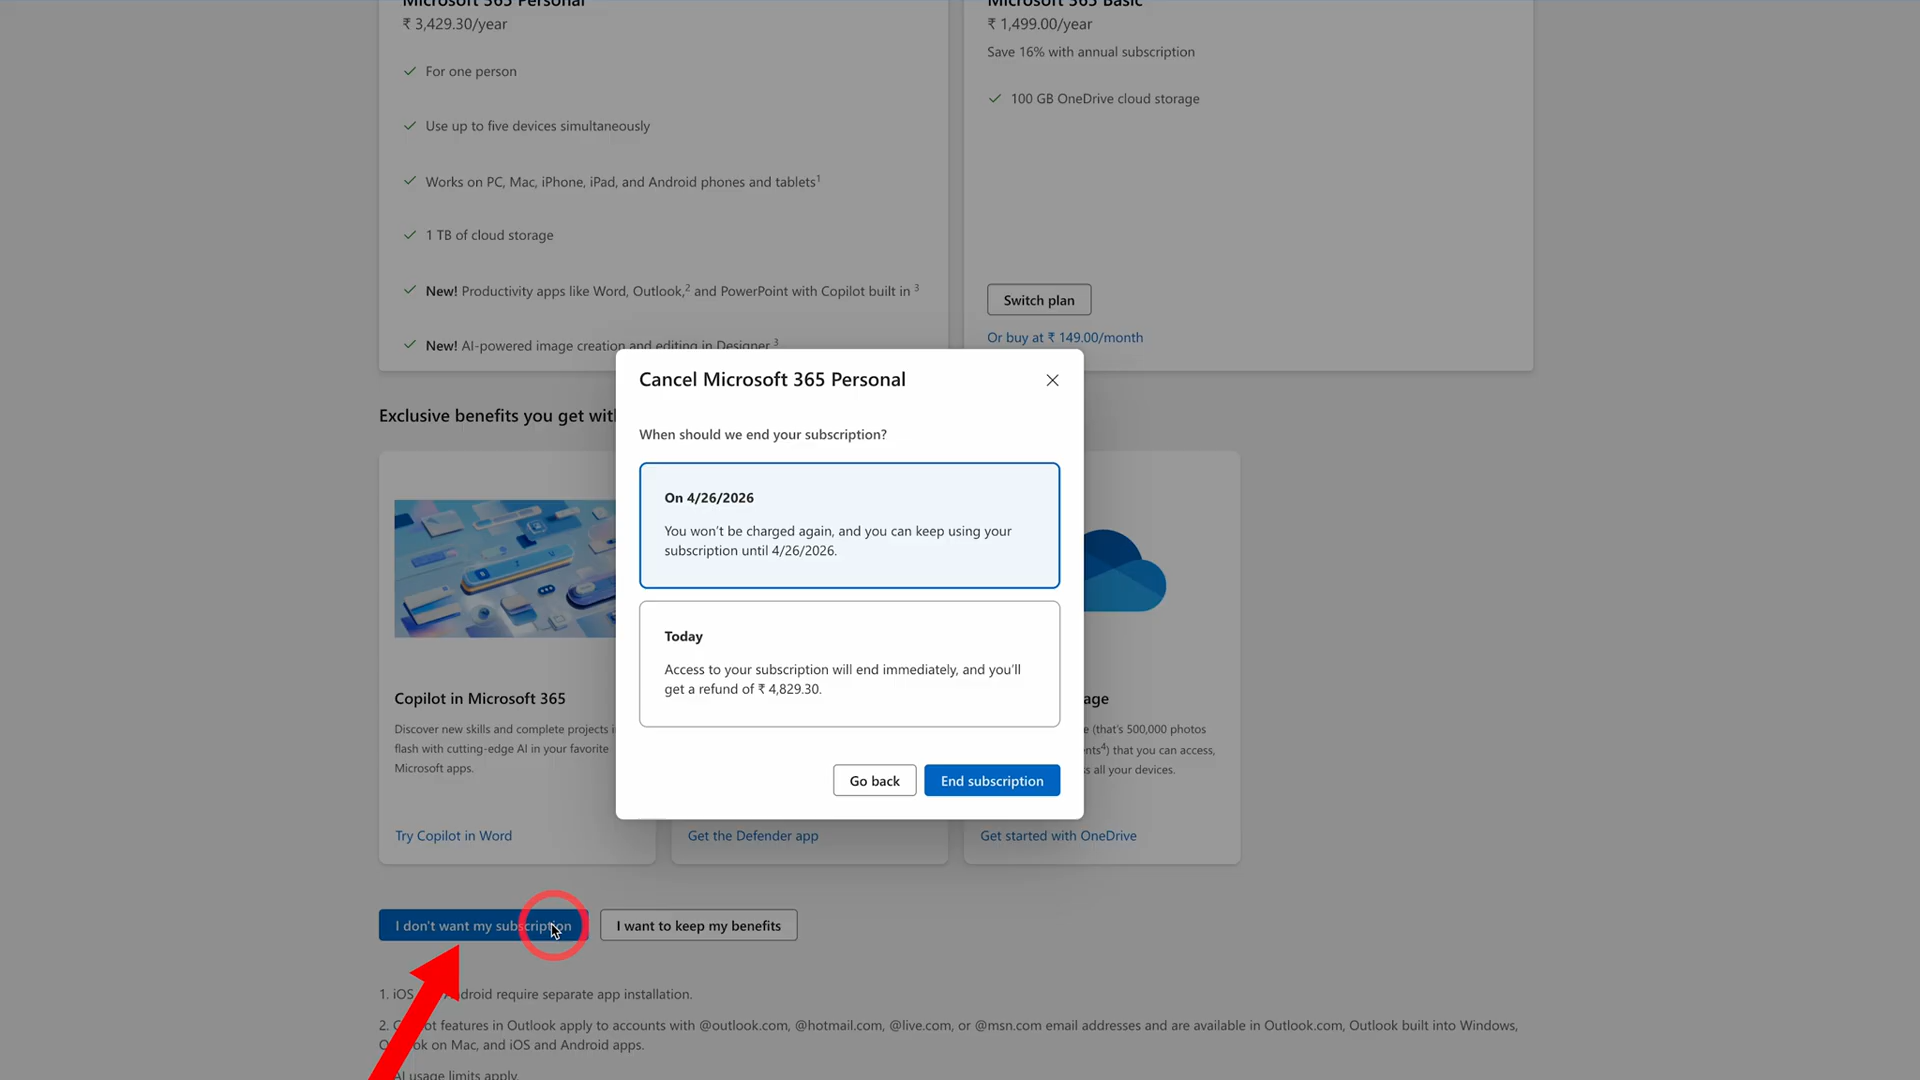 Microsoft 365 Personal
₹ 3,429.30/year
For one person
Use up to five devices simultaneously
Works on PC, Mac, iPhone, iPad, and Android phones and tablets1
1 TB of cloud storage
New! Productivity apps like Word, Outlook,2 and PowerPoint with Copilot built in 3
New! AI-powered image creation and editing in Designer 3
Microsoft 365 Basic
₹ 1,499.00/year
Save 16% with annual subscription
100 GB OneDrive cloud storage
Switch plan
Or buy at ₹ 149.00/month
Exclusive benefits you get
Cancel Microsoft 365 Personal
When should we end your subscription?
On 4/26/2026
You won't be charged again, and you can keep using your
subscription until 4/26/2026.
Today
Access to your subscription will end immediately, and you'll
get a refund of ₹ 4,829.30.
Go back
End subscription
Copilot in Microsoft 365
Discover new skills and complete projects
flash with cutting-edge AI in your favorite
Microsoft apps.
Try Copilot in Word
Get the Defender app
(that's 500,000 photos
4) that you can access,
all your devices.
Get started with OneDrive
I don't want my subscription
I want to keep my benefits
1. iOS Android require separate app installation.
2. features in Outlook apply to accounts with @outlook.com, @hotmail.com, @live.com, or @msn.com email addresses and are available in Outlook.com, Outlook built into Windows,
on Mac, and iOS and Android apps.
AI usage limits apply.